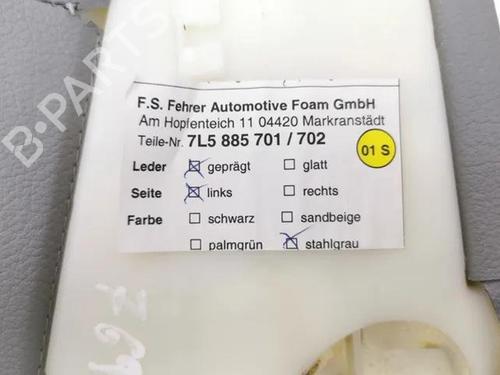 B-PARTS
F.S. Fehrer Automotive Foam GmbH
Am Hopfenteich 11 04420 Markranstädt
Teile-Nr. 7L5 885 701 / 702
01 S
Leder geprägt glatt
Seite links rechts
Farbe schwarz sandbeige
palmgrün stahlgrau